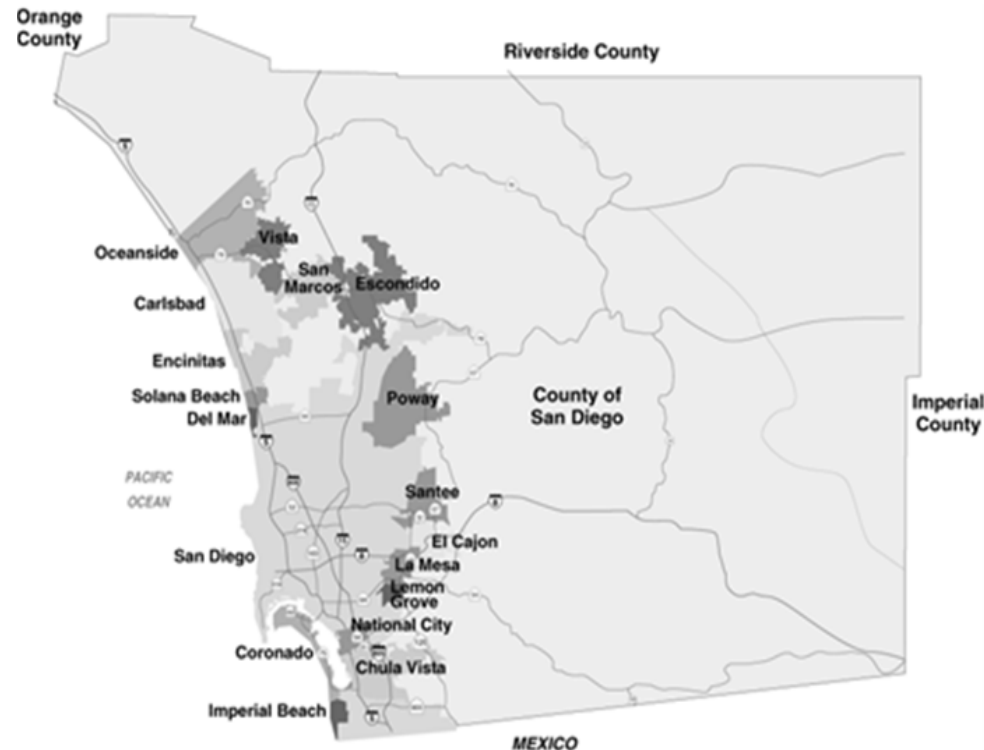 Orange
County
Riverside County
Vista
Oceanside
San
Marcos
Escondido
Carlsbad
Encinitas
Solana Beach
Del Mar
Poway
County of
San Diego
Imperial
County
PACIFIC
OCEAN
Santee
El Cajon
San Diego
La Mesa
Lemon
Grove
National City
Coronado
Chula Vista
Imperial Beach
MEXICO